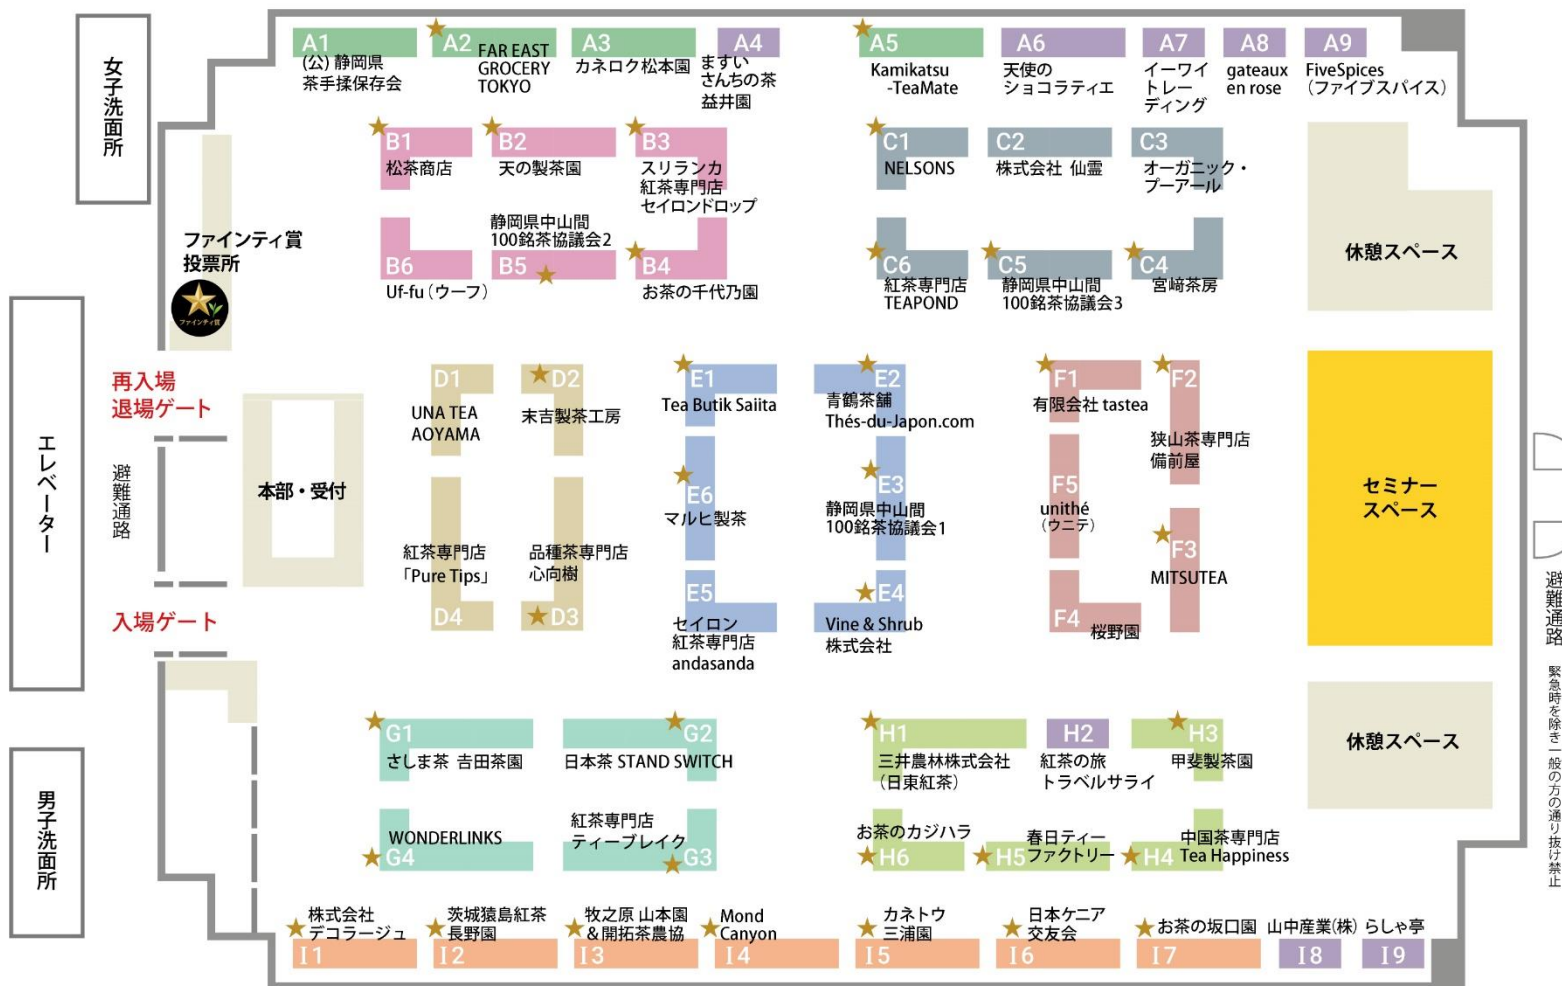 女子洗面所
A1
(公) 静岡県
茶手揉保存会
A2
FAR EAST
GROCERY
TOKYO
A3
カネロク松本園
A4
ますい
さんちの茶
益井園
A5
Kamikatsu
-TeaMate
A6
天使の
ショコラティエ
A7
イーワイ
トレー
ディング
A8
gateaux
en rose
A9
FiveSpices
（ファイブスパイス）
B1
松茶商店
B2
天の製茶園
B3
スリランカ
紅茶専門店
セイロンドロップ
C1
NELSONS
C2
株式会社 仙霊
C3
オーガニック・
プーアール
ファインティ賞
投票所
ファインティ賞
B6
Uf-fu（ウーフ）
静岡県中山間
100銘茶協議会2
B5
B4
お茶の千代乃園
C6
紅茶専門店
TEAPOND
C5
静岡県中山間
100銘茶協議会3
C4
宮﨑茶房
休憩スペース
エレベーター
再入場
退場ゲート
避難通路
入場ゲート
本部・受付
D1
UNA TEA
AOYAMA
D2
末吉製茶工房
紅茶専門店
「Pure Tips」
D4
品種茶専門店
心向樹
D3
E1
Tea Butik Saiita
E2
青鶴茶舗
Thés-du-Japon.com
E6
マルヒ製茶
E3
静岡県中山間
100銘茶協議会1
E5
セイロン
紅茶専門店
andasanda
E4
Vine & Shrub
株式会社
F1
有限会社 tastea
F2
狭山茶専門店
備前屋
F5
unithé
（ウニテ）
F3
MITSUTEA
F4
桜野園
セミナー
スペース
避難通路
緊急時を除き一般の方の通り抜け禁止
男子洗面所
G1
さしま茶 吉田茶園
G2
日本茶 STAND SWITCH
WONDERLINKS
G4
紅茶専門店
ティーブレイク
G3
H1
三井農林株式会社
（日東紅茶）
H2
紅茶の旅
トラベルサライ
H3
甲斐製茶園
お茶のカジハラ
H6
春日ティー
ファクトリー
H5
中国茶専門店
Tea Happiness
H4
休憩スペース
株式会社
デコラージュ
I1
茨城猿島紅茶
長野園
I2
牧之原 山本園
＆開拓茶農協
I3
Mond
Canyon
I4
カネトウ
三浦園
I5
日本ケニア
交友会
I6
お茶の坂口園
I7
山中産業(株)
I8
らしゃ亭
I9